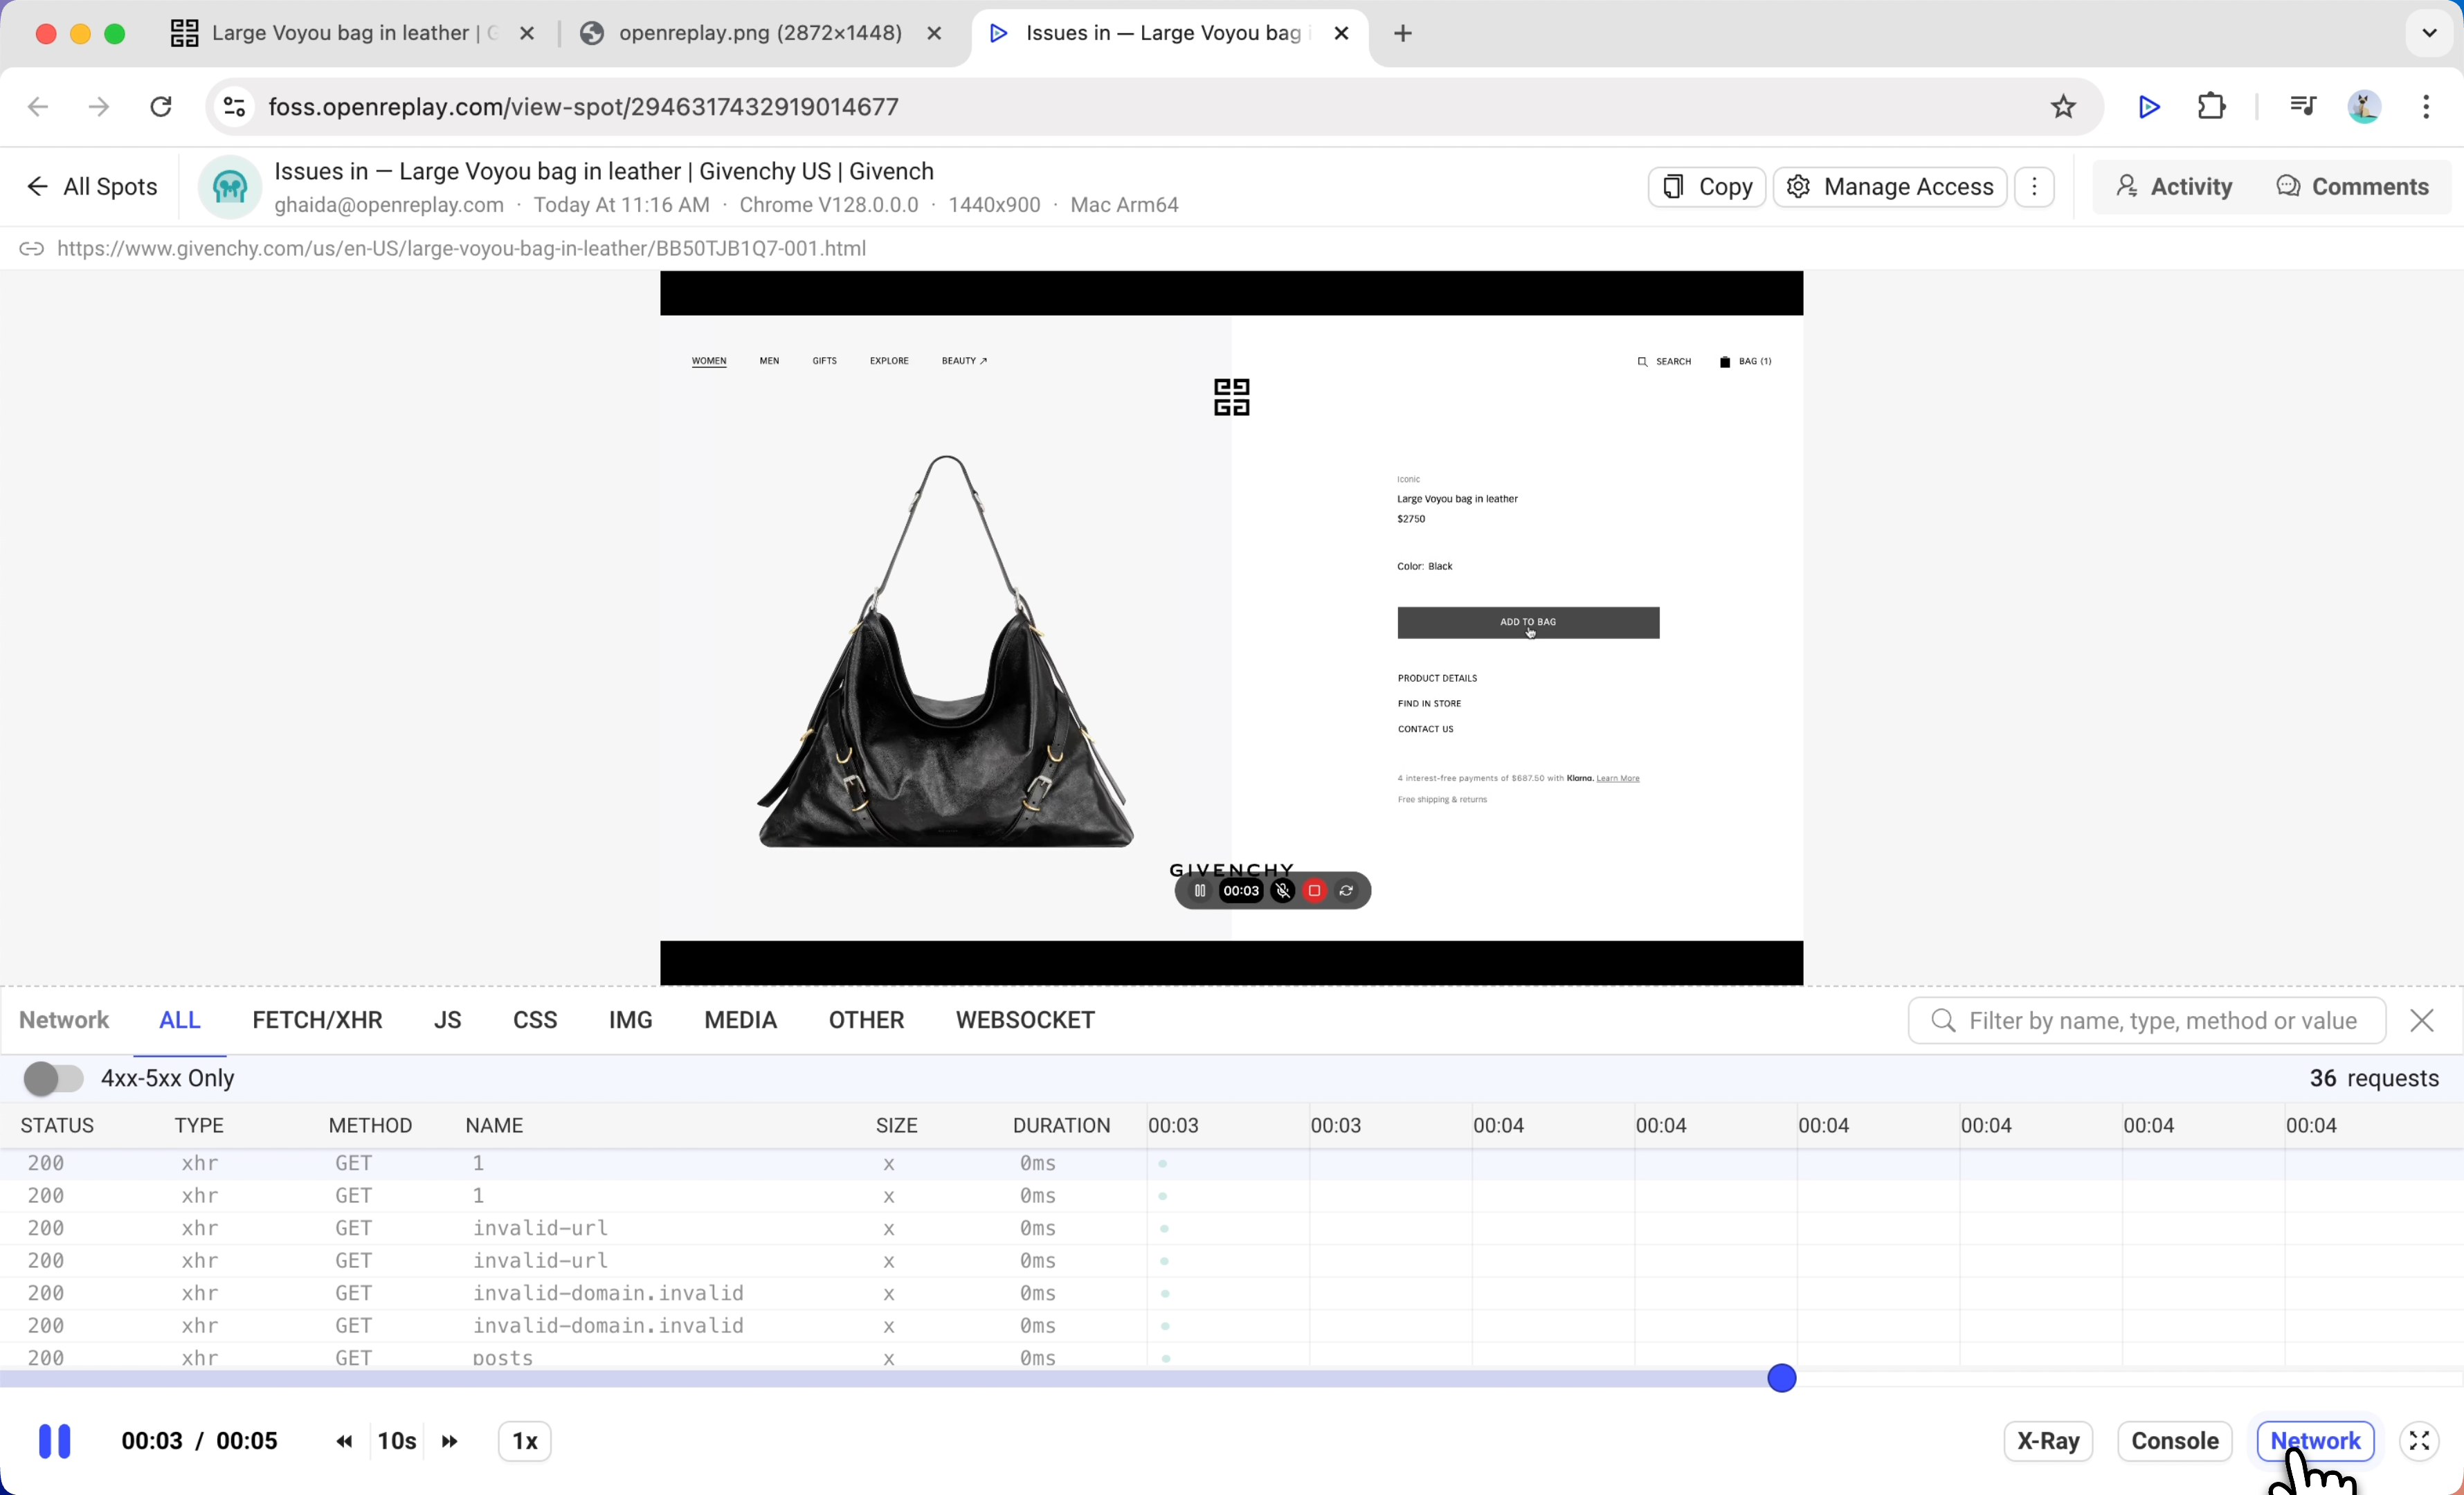 Large Voyou bag in leather | G
openreplay.png (2872×1448)
Issues in — Large Voyou bag i
foss.openreplay.com/view-spot/2946317432919014677
All Spots
Issues in — Large Voyou bag in leather | Givenchy US | Givench
ghaida@openreplay.com · Today At 11:16 AM · Chrome V128.0.0.0 · 1440x900 · Mac Arm64
Copy
Manage Access
Activity
Comments
https://www.givenchy.com/us/en-US/large-voyou-bag-in-leather/BB50TJB1Q7-001.html
WOMEN MEN GIFTS EXPLORE BEAUTY ↗ SEARCH BAG (1)
Iconic
Large Voyou bag in leather
$2750
Color: Black
ADD TO BAG
PRODUCT DETAILS
FIND IN STORE
CONTACT US
4 interest-free payments of $687.50 with Klarna. Learn More
Free shipping & returns
GIVENCHY
00:03
Network ALL FETCH/XHR JS CSS IMG MEDIA OTHER WEBSOCKET Filter by name, type, method or value
4xx-5xx Only 36 requests
STATUS TYPE METHOD NAME SIZE DURATION 00:03 00:03 00:04 00:04 00:04 00:04 00:04 00:04
200 xhr GET 1 x 0ms
200 xhr GET 1 x 0ms
200 xhr GET invalid-url x 0ms
200 xhr GET invalid-url x 0ms
200 xhr GET invalid-domain.invalid x 0ms
200 xhr GET invalid-domain.invalid x 0ms
200 xhr GET posts x 0ms
00:03 / 00:05 10s 1x X-Ray Console Network